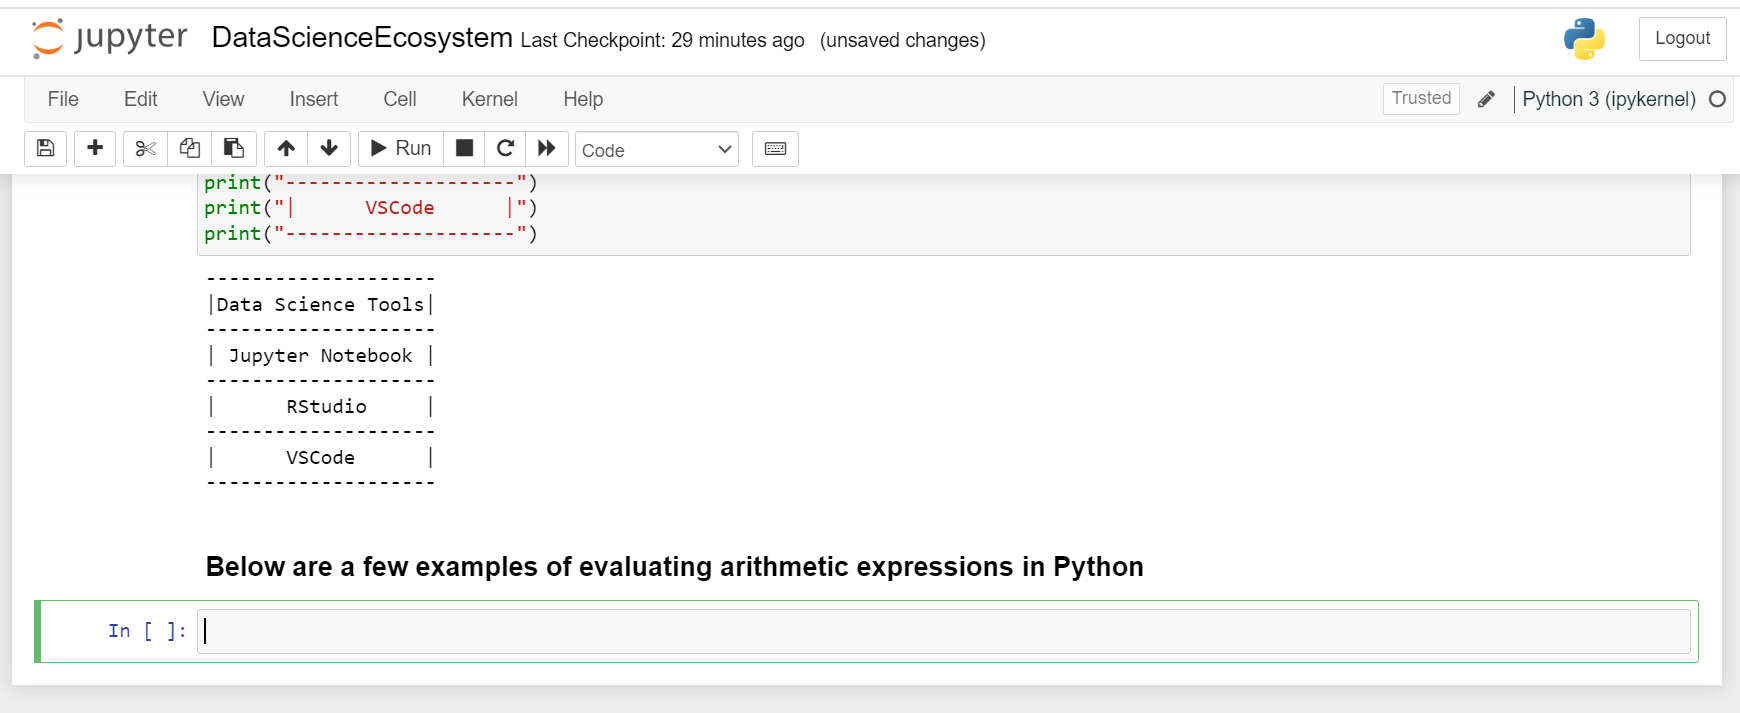 jupyter DataScienceEcosystem Last Checkpoint: 29 minutes ago (unsaved changes) Logout
File Edit View Insert Cell Kernel Help Trusted Python 3 (ipykernel)
Run Code
print("--------------------")
print("|      VSCode      |")
print("--------------------")
--------------------
|Data Science Tools|
--------------------
| Jupyter Notebook |
--------------------
|      RStudio     |
--------------------
|      VSCode      |
--------------------
Below are a few examples of evaluating arithmetic expressions in Python
In [ ]: